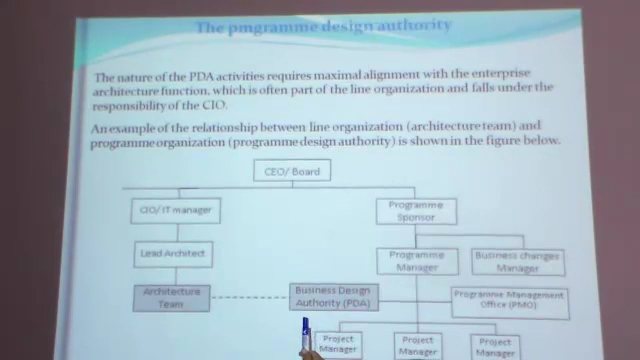 The programme design authority
The nature of the PDA activities requires maximal alignment with the enterprise
architecture function, which is often part of the line organization and falls under the
responsibility of the CIO.
An example of the relationship between line organization (architecture team) and
programme organization (programme design authority) is shown in the figure below.
CEO/ Board
CIO/ IT manager
Programme
Sponsor
Lead Architect
Programme
Manager
Business changes
Manager
Architecture
Team
Business Design
Authority (PDA)
Programme Management
Office (PMO)
Project
Manager
Project
Manager
Project
Manager